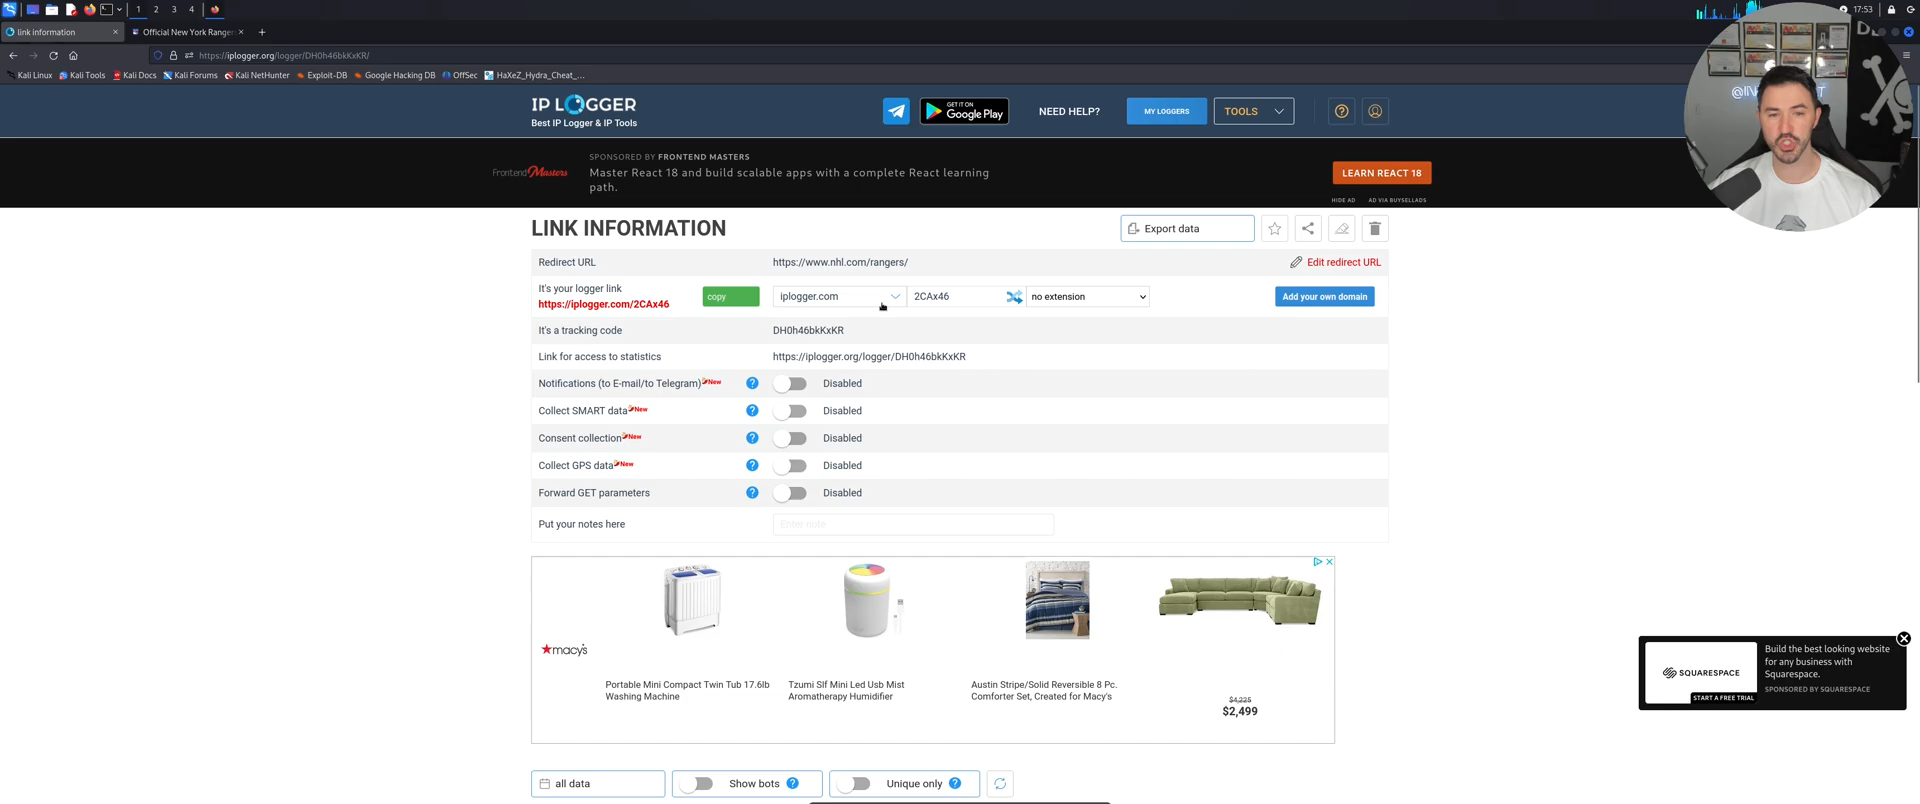 1 2 3 4
17:53
link information
Official New York Ranger
https://iplogger.org/logger/DH0h46bkKxKR/
Kali Linux Kali Tools Kali Docs Kali Forums Kali NetHunter Exploit-DB Google Hacking DB OffSec HaXeZ_Hydra_Cheat_...
IP LOGGER
Best IP Logger & IP Tools
GET IT ON
Google Play
NEED HELP?
MY LOGGERS
TOOLS
Frontend Masters
SPONSORED BY FRONTEND MASTERS
Master React 18 and build scalable apps with a complete React learning
path.
LEARN REACT 18
HIDE AD AD VIA BUYSELLADS
LINK INFORMATION
Export data
Redirect URL https://www.nhl.com/rangers/ Edit redirect URL
It's your logger link
https://iplogger.com/2CAx46 copy iplogger.com 2CAx46 no extension Add your own domain
It's a tracking code DH0h46bkKxKR
Link for access to statistics https://iplogger.org/logger/DH0h46bkKxKR
Notifications (to E-mail/to Telegram) New ? Disabled
Collect SMART data New ? Disabled
Consent collection New ? Disabled
Collect GPS data New ? Disabled
Forward GET parameters ? Disabled
Put your notes here Enter note
★macy's
Portable Mini Compact Twin Tub 17.6lb
Washing Machine
Tzumi Slf Mini Led Usb Mist
Aromatherapy Humidifier
Austin Stripe/Solid Reversible 8 Pc.
Comforter Set, Created for Macy's
$4,225
$2,499
SQUARESPACE
START A FREE TRIAL
Build the best looking website
for any business with
Squarespace.
SPONSORED BY SQUARESPACE
all data
Show bots ?
Unique only ?